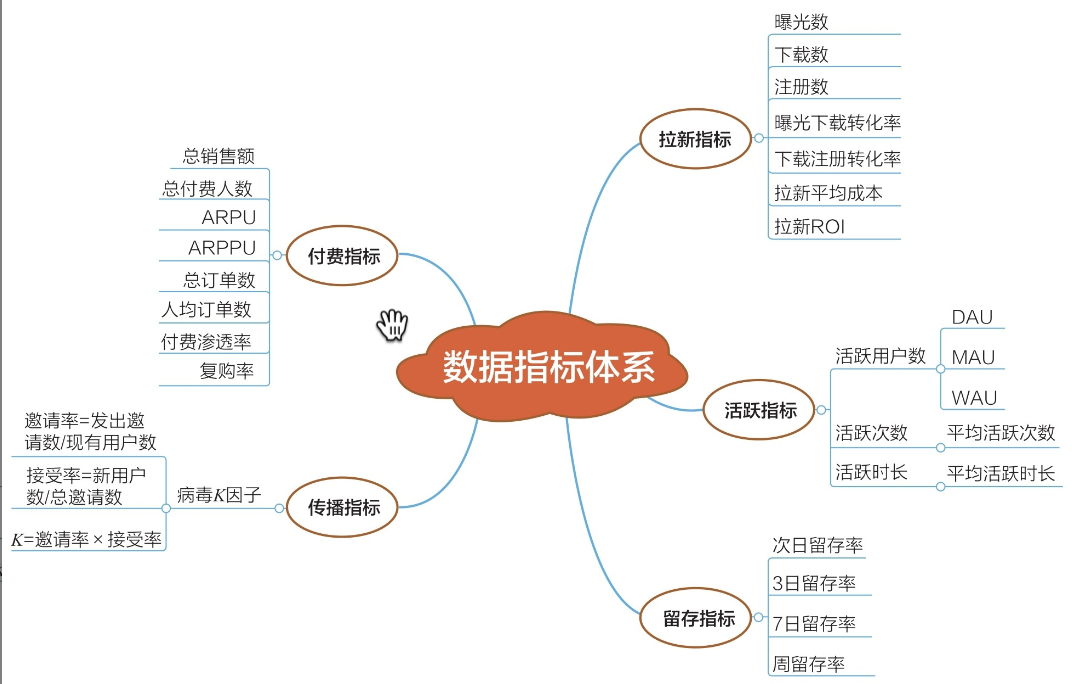 数据指标体系
拉新指标
曝光数
下载数
注册数
曝光下载转化率
下载注册转化率
拉新平均成本
拉新ROI
活跃指标
活跃用户数
DAU
MAU
WAU
活跃次数
平均活跃次数
活跃时长
平均活跃时长
留存指标
次日留存率
3日留存率
7日留存率
周留存率
付费指标
总销售额
总付费人数
ARPU
ARPPU
总订单数
人均订单数
付费渗透率
复购率
传播指标
病毒K因子
邀请率=发出邀
请数/现有用户数
接受率=新用户
数/总邀请数
K=邀请率×接受率